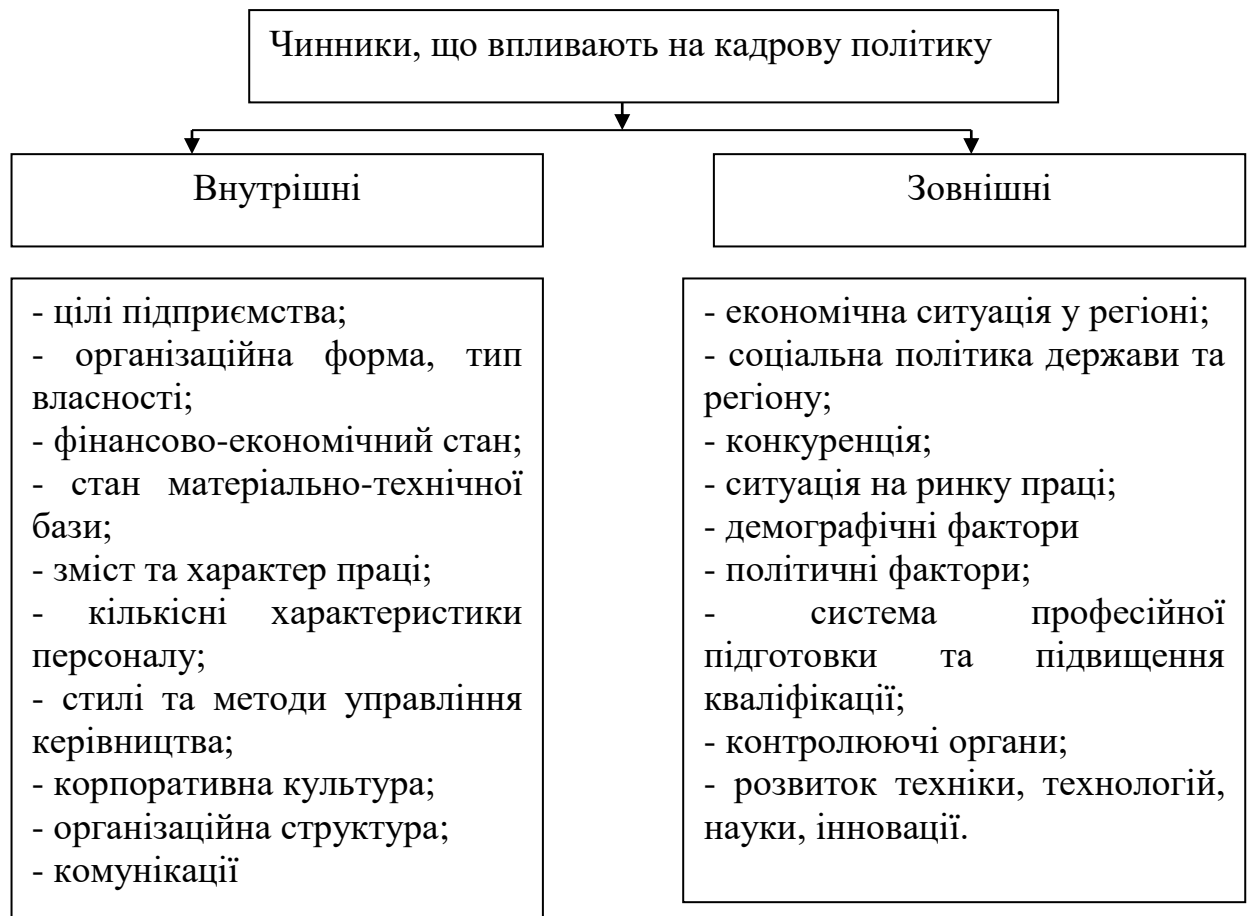 Чинники, що впливають на кадрову політику
Внутрішні
Зовнішні
- цілі підприємства;
- організаційна форма, тип
власності;
- фінансово-економічний стан;
- стан матеріально-технічної
бази;
- зміст та характер праці;
- кількісні характеристики
персоналу;
- стилі та методи управління
керівництва;
- корпоративна культура;
- організаційна структура;
- комунікації
- економічна ситуація у регіоні;
- соціальна політика держави та
регіону;
- конкуренція;
- ситуація на ринку праці;
- демографічні фактори
- політичні фактори;
- система професійної
підготовки та підвищення
кваліфікації;
- контролюючі органи;
- розвиток техніки, технологій,
науки, інновації.